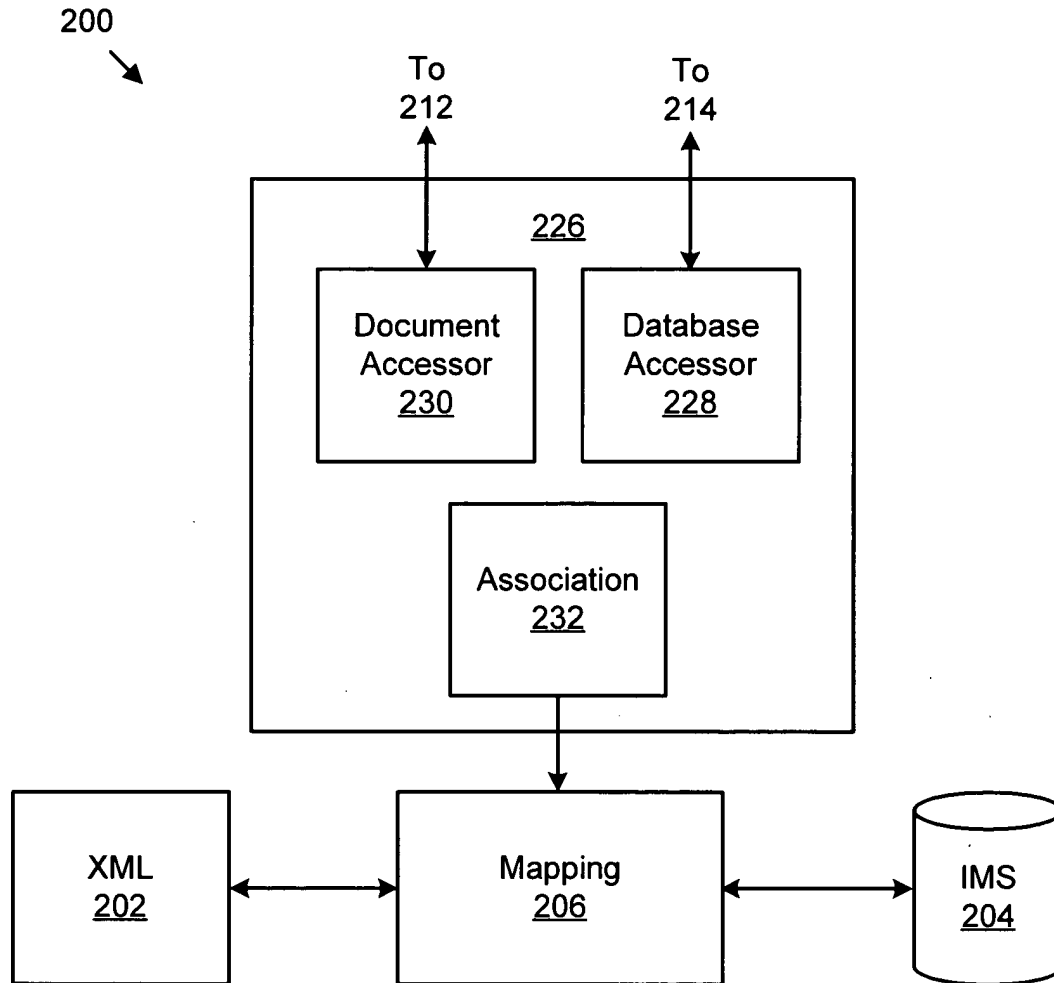 200
To
212
To
214
226
Document
Accessor
230
Database
Accessor
228
Association
232
XML
202
Mapping
206
IMS
204